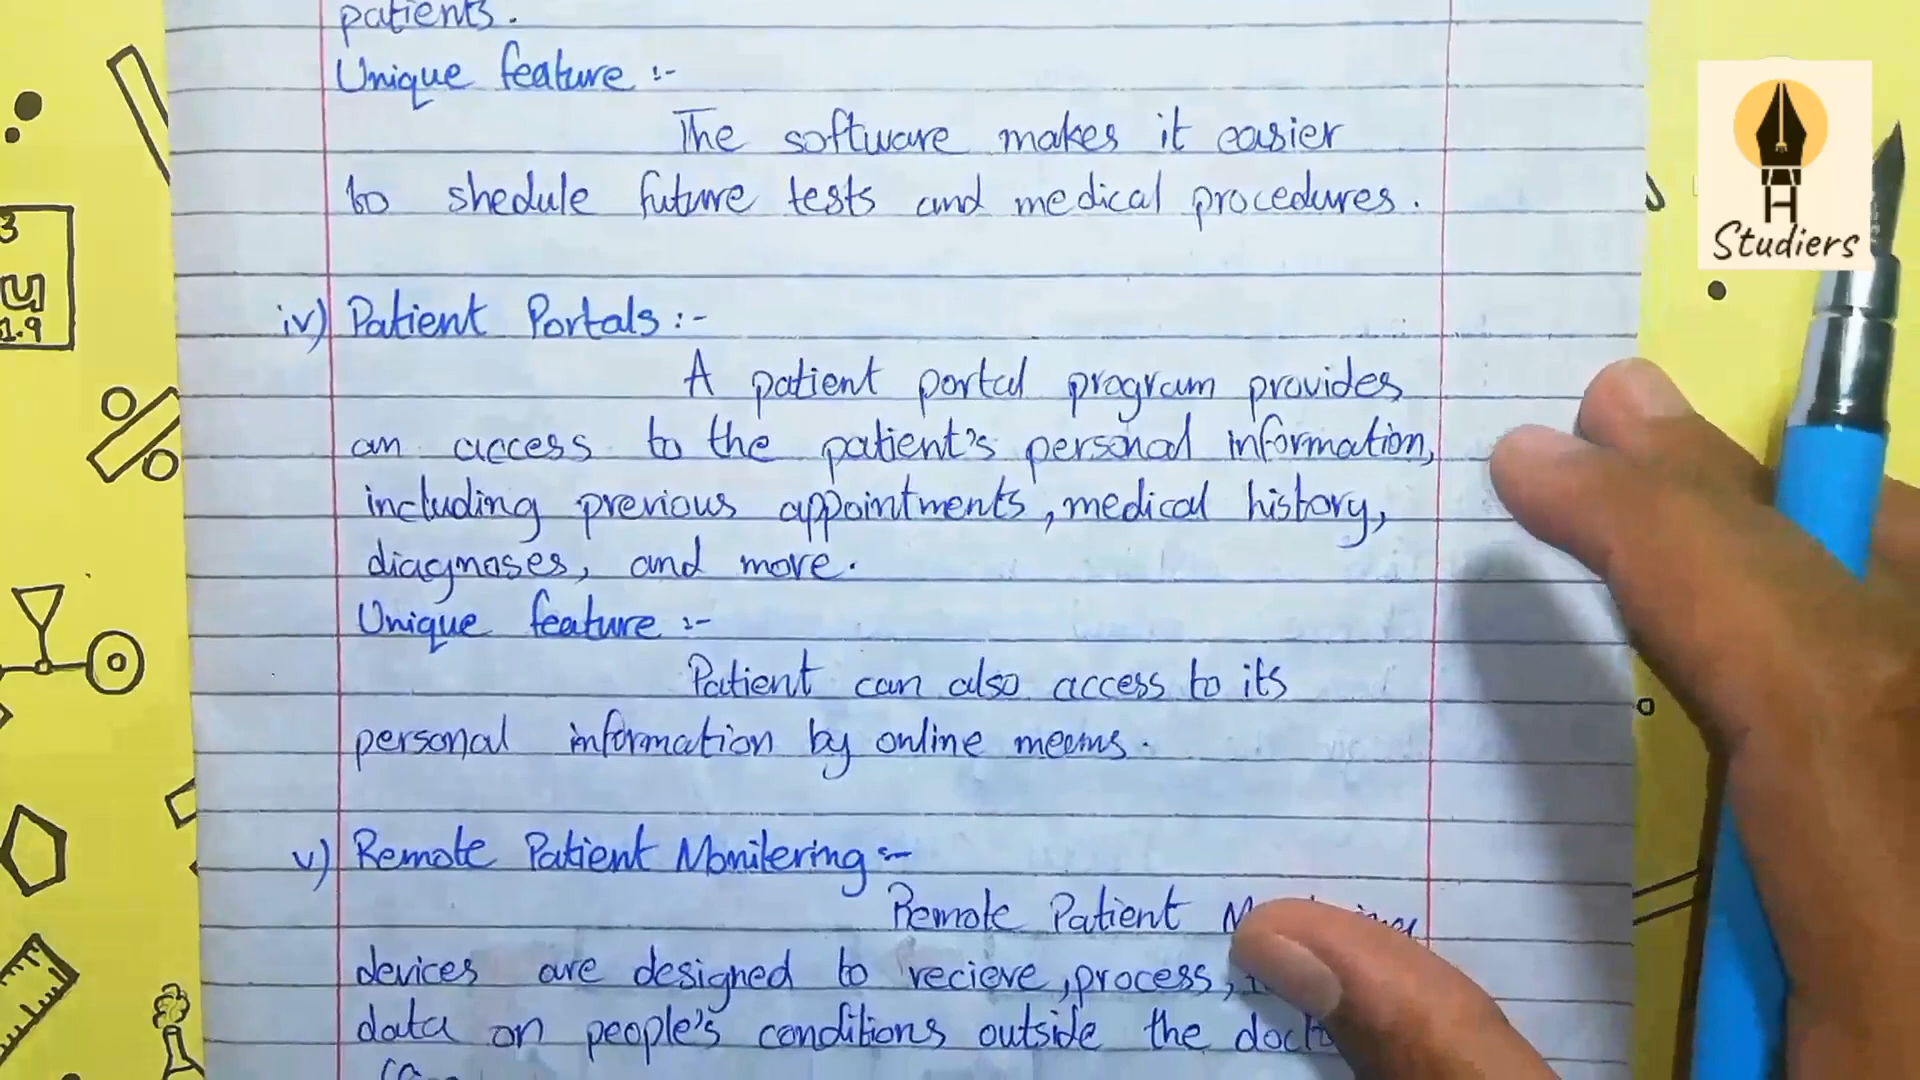 patients.
Unique feature :-
The software makes it easier
to shedule future tests and medical procedures.
iv) Patient Portals :-
A patient portal program provides
an access to the patient's personal information,
including previous appointments, medical history,
diagnoses, and more.
Unique feature :-
Patient can also access to its
personal information by online means.
v) Remote Patient Monitering :-
Remote Patient
devices are designed to recieve, process,
data on people's conditions outside the
Studiers
3
u
1.9